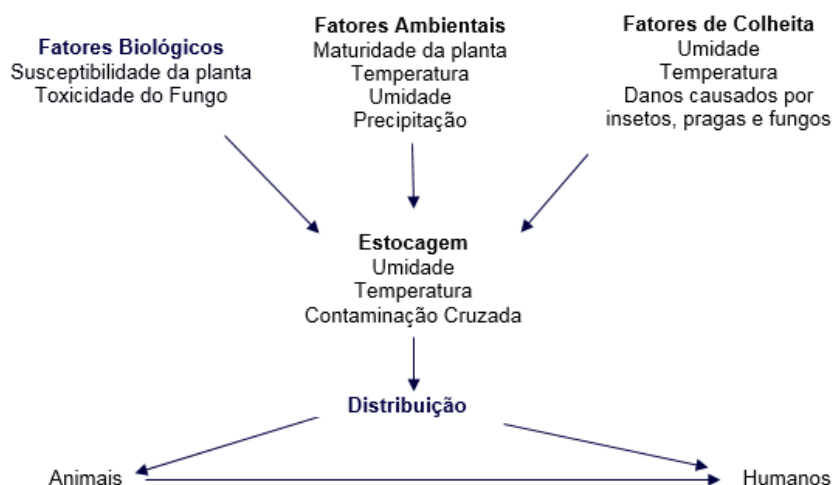 Fatores Biológicos
Susceptibilidade da planta
Toxicidade do Fungo
Fatores Ambientais
Maturidade da planta
Temperatura
Umidade
Precipitação
Fatores de Colheita
Umidade
Temperatura
Danos causados por
insetos, pragas e fungos
Estocagem
Umidade
Temperatura
Contaminação Cruzada
Distribuição
Animais
Humanos